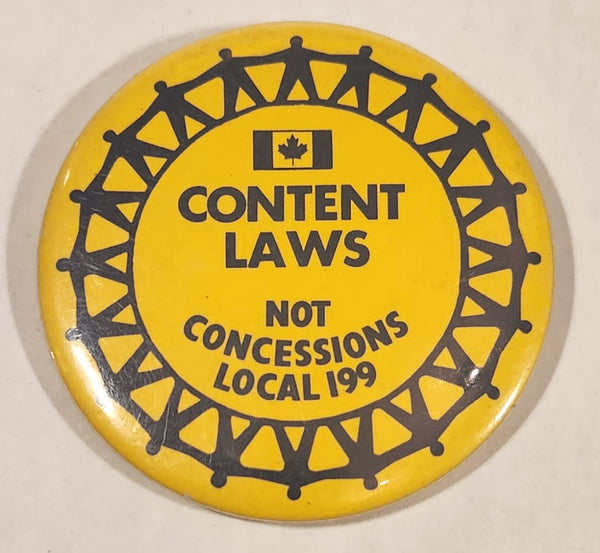 CONTENT
LAWS
NOT
CONCESSIONS
LOCAL 199